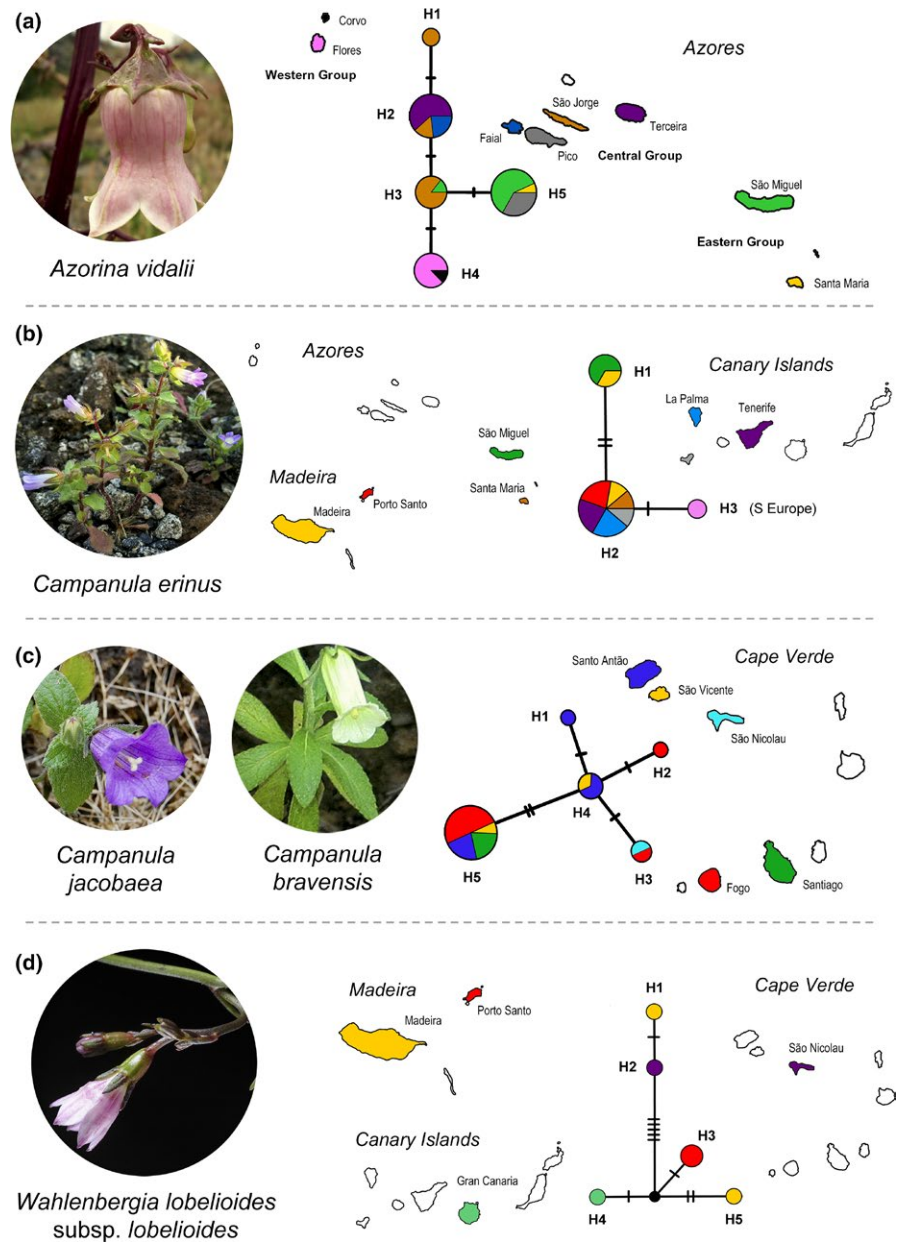 (a)
Corvo
Flores
Western Group
H1
H2
H3
H5
H4
Azores
São Jorge
Faial
Pico
Terceira
Central Group
São Miguel
Eastern Group
Santa Maria
Azorina vidalii
(b)
Azores
São Miguel
Santa Maria
Madeira
Porto Santo
Madeira
H1
H2
H3 (S Europe)
Canary Islands
La Palma
Tenerife
Campanula erinus
(c)
Campanula
jacobaea
Campanula
bravensis
H1
H2
H4
H3
H5
Cape Verde
Santo Antão
São Vicente
São Nicolau
Fogo
Santiago
(d)
Wahlenbergia lobelioides
subsp. lobelioides
Madeira
Porto Santo
Madeira
Canary Islands
Gran Canaria
H1
H2
H3
H4
H5
Cape Verde
São Nicolau